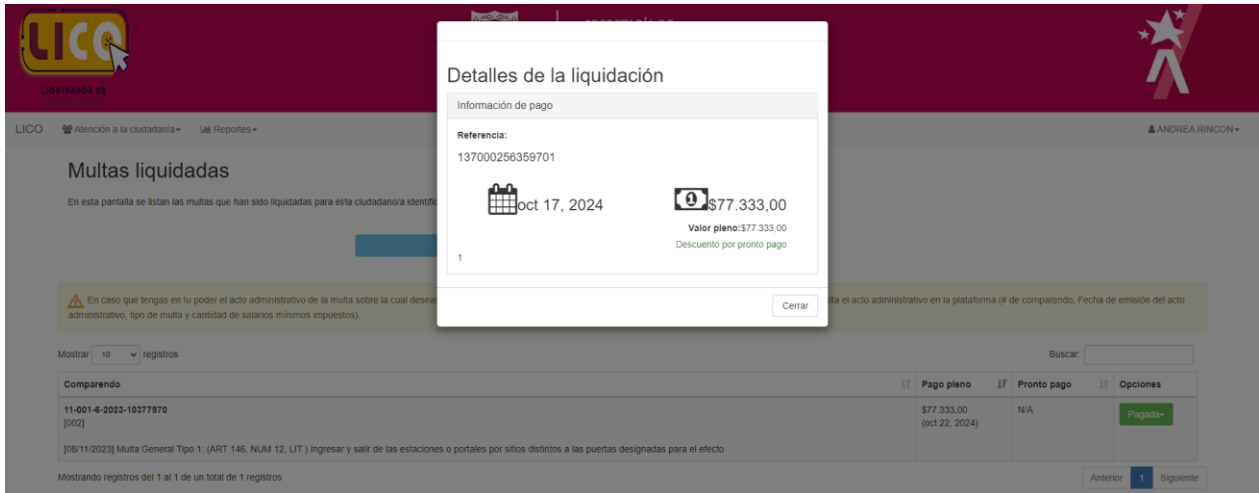 LICO
LIQUIDADOR DE
LICO
Atención a la ciudadanía
Reportes
ANDREA RINCON
Multas liquidadas
En esta pantalla se listan las multas que han sido liquidadas para el/la ciudadano/a
Detalles de la liquidación
Información de pago
Referencia:
137000256359701
oct 17, 2024
$77.333,00
Valor pleno:$77.333,00
Descuento por pronto pago
1
Cerrar
En caso que tengas en tu poder el acto administrativo de la multa sobre la cual
el acto administrativo en la plataforma (# de comparendo, Fecha de emisión del acto
administrativo, tipo de multa y cantidad de salarios mínimos impuestos).
Mostrar 10 registros
Buscar:
Comparendo Pago pleno Pronto pago Opciones
11-001-6-2023-10377970 $77.333,00 N/A Pagada
[002] (oct 22, 2024)
[08/11/2023] Multa General Tipo 1: (ART 146, NUM 12, LIT ) Ingresar y salir de las estaciones o portales por sitios distintos a las puertas designadas para el efecto
Mostrando registros del 1 al 1 de un total de 1 registros
Anterior 1 Siguiente